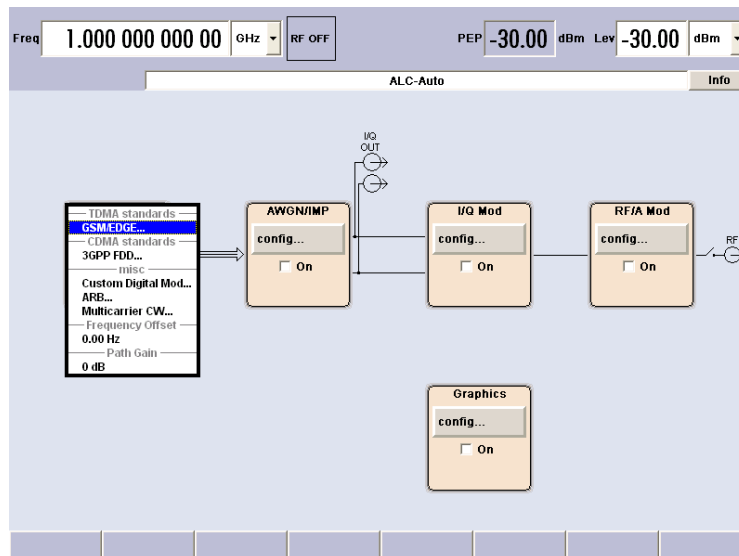 Freq 1.000 000 000 00 GHz RF OFF PEP -30.00 dBm Lev -30.00 dBm
ALC-Auto Info
I/Q
OUT
TDMA standards
GSM/EDGE...
CDMA standards
3GPP FDD...
misc
Custom Digital Mod...
ARB...
Multicarrier CW...
Frequency Offset
0.00 Hz
Path Gain
0 dB
AWGN/IMP
config...
On
I/Q Mod
config...
On
RF/A Mod
config...
On
RF
Graphics
config...
On